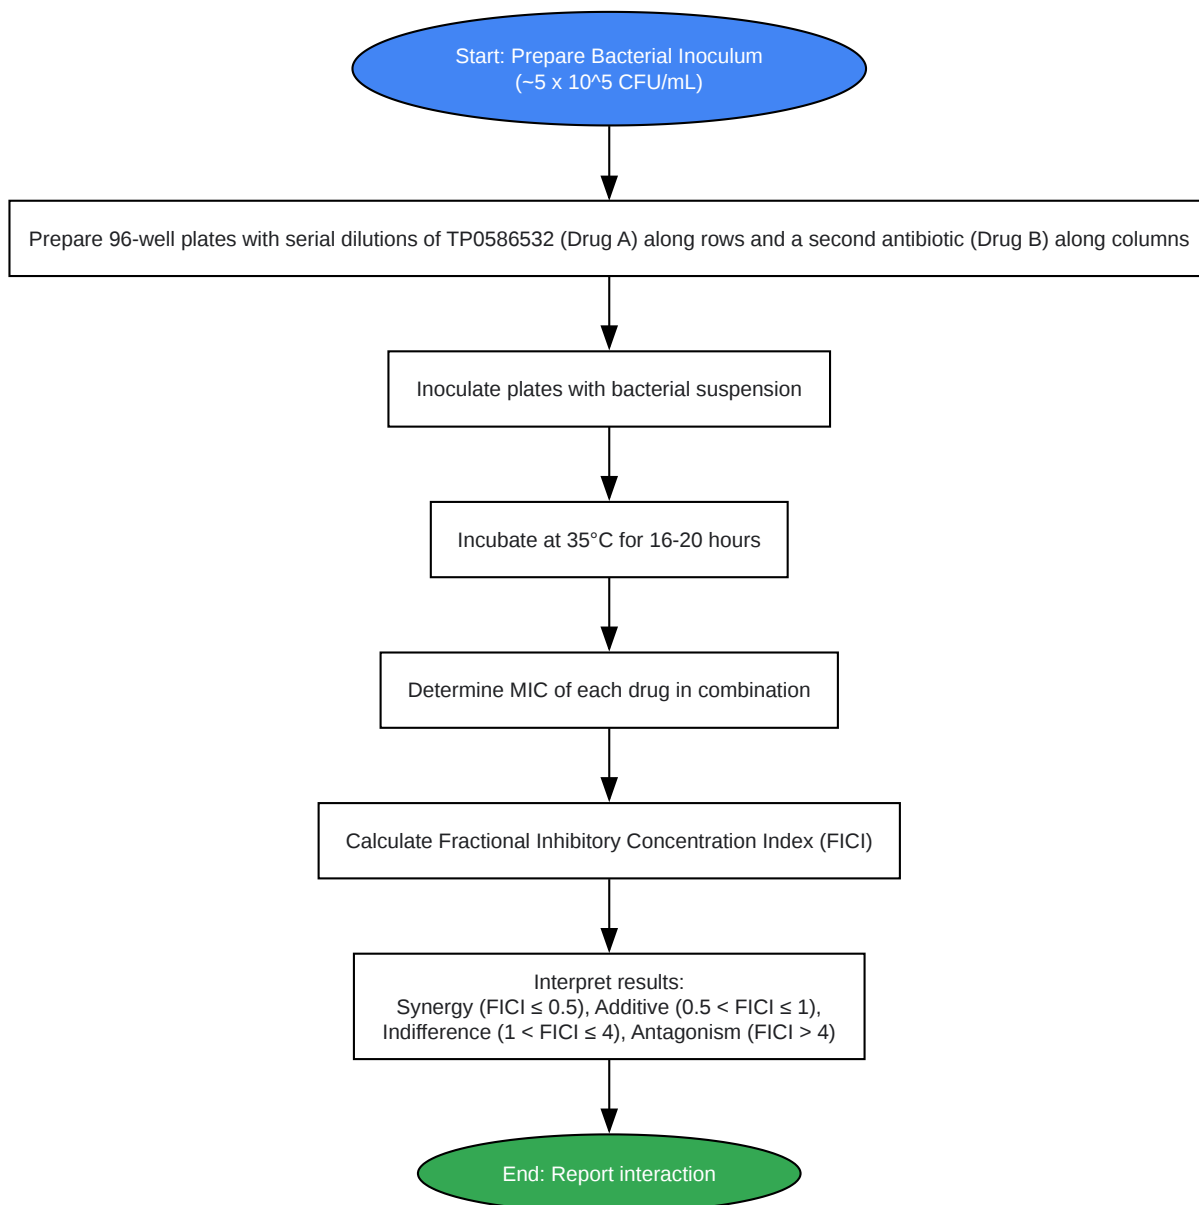 Start: Prepare Bacterial Inoculum
(~5 x 10^5 CFU/mL)
Prepare 96-well plates with serial dilutions of TP0586532 (Drug A) along rows and a second antibiotic (Drug B) along columns
Inoculate plates with bacterial suspension
Incubate at 35°C for 16-20 hours
Determine MIC of each drug in combination
Calculate Fractional Inhibitory Concentration Index (FICI)
Interpret results:
Synergy (FICI ≤ 0.5), Additive (0.5 < FICI ≤ 1),
Indifference (1 < FICI ≤ 4), Antagonism (FICI > 4)
End: Report interaction